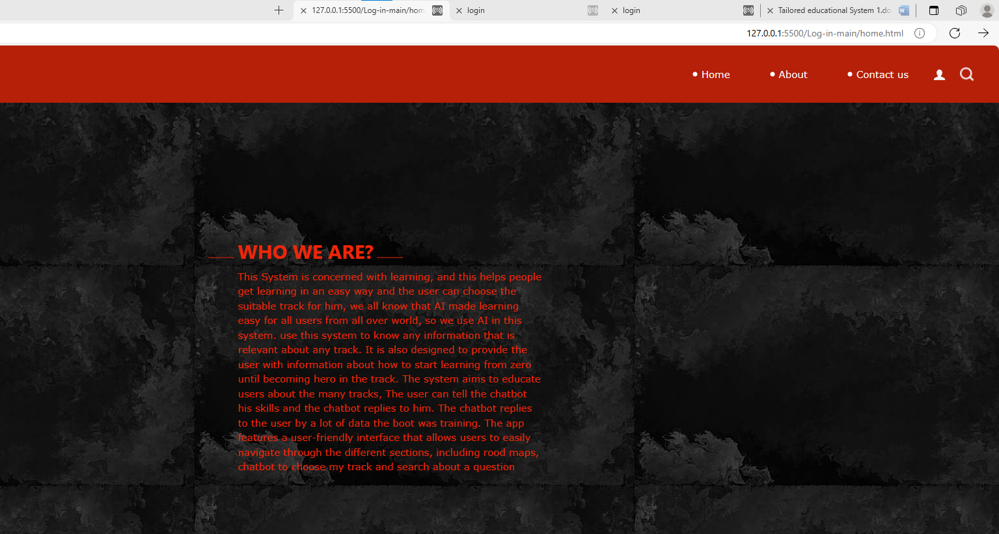 127.0.0.1:5500/Log-in-main/hom
login
login
Tailored educational System 1.do
127.0.0.1:5500/Log-in-main/home.html
Home
About
Contact us
WHO WE ARE?
This System is concerned with learning, and this helps people
get learning in an easy way and the user can choose the
suitable track for him, we all know that AI made learning
easy for all users from all over world, so we use AI in this
system. use this system to know any information that is
relevant about any track. It is also designed to provide the
user with information about how to start learning from zero
until becoming hero in the track. The system aims to educate
users about the many tracks, The user can tell the chatbot
his skills and the chatbot replies to him. The chatbot replies
to the user by a lot of data the boot was training. The app
features a user-friendly interface that allows users to easily
navigate through the different sections, including rood maps,
chatbot to choose my track and search about a question